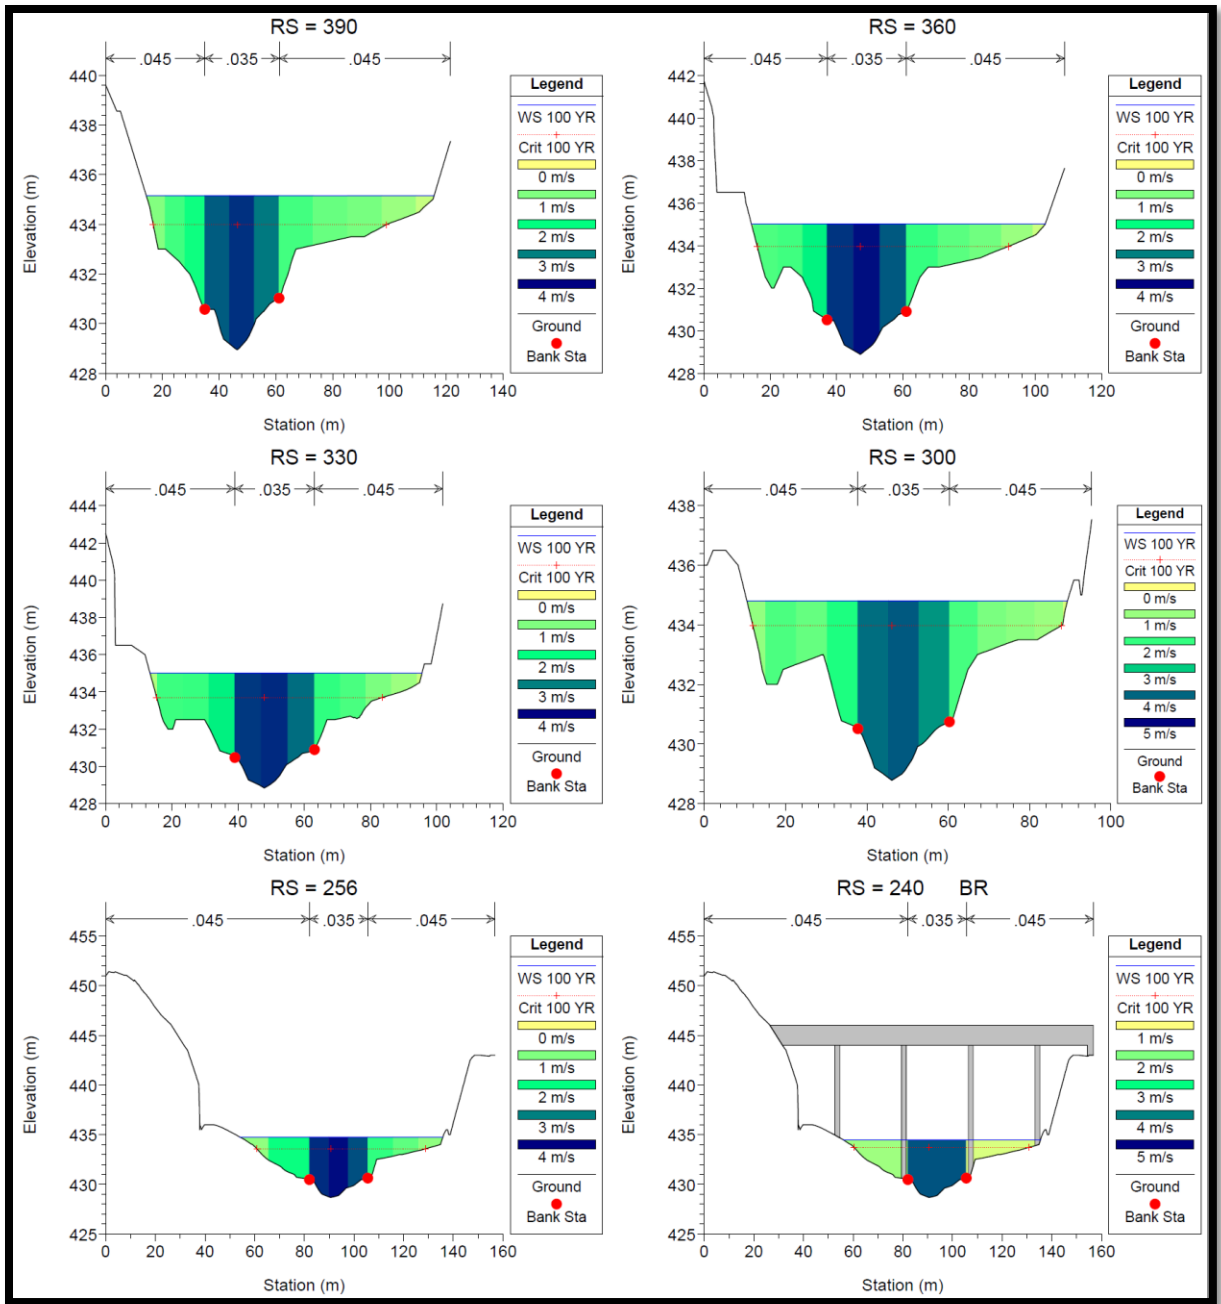 RS = 390
.045 .035 .045
440
438
436
434
432
430
428
Elevation (m)
0 20 40 60 80 100 120 140
Station (m)
Legend
WS 100 YR
Crit 100 YR
0 m/s
1 m/s
2 m/s
3 m/s
4 m/s
Ground
Bank Sta
RS = 360
.045 .035 .045
442
440
438
436
434
432
430
428
Elevation (m)
0 20 40 60 80 100 120
Station (m)
Legend
WS 100 YR
Crit 100 YR
0 m/s
1 m/s
2 m/s
3 m/s
4 m/s
Ground
Bank Sta
RS = 330
.045 .035 .045
444
442
440
438
436
434
432
430
428
Elevation (m)
0 20 40 60 80 100 120
Station (m)
Legend
WS 100 YR
Crit 100 YR
0 m/s
1 m/s
2 m/s
3 m/s
4 m/s
Ground
Bank Sta
RS = 300
.045 .035 .045
438
436
434
432
430
428
Elevation (m)
0 20 40 60 80 100
Station (m)
Legend
WS 100 YR
Crit 100 YR
0 m/s
1 m/s
2 m/s
3 m/s
4 m/s
5 m/s
Ground
Bank Sta
RS = 256
.045 .035 .045
455
450
445
440
435
430
425
Elevation (m)
0 20 40 60 80 100 120 140 160
Station (m)
Legend
WS 100 YR
Crit 100 YR
0 m/s
1 m/s
2 m/s
3 m/s
4 m/s
Ground
Bank Sta
RS = 240 BR
.045 .035 .045
455
450
445
440
435
430
425
Elevation (m)
0 20 40 60 80 100 120 140 160
Station (m)
Legend
WS 100 YR
Crit 100 YR
1 m/s
2 m/s
3 m/s
4 m/s
5 m/s
Ground
Bank Sta